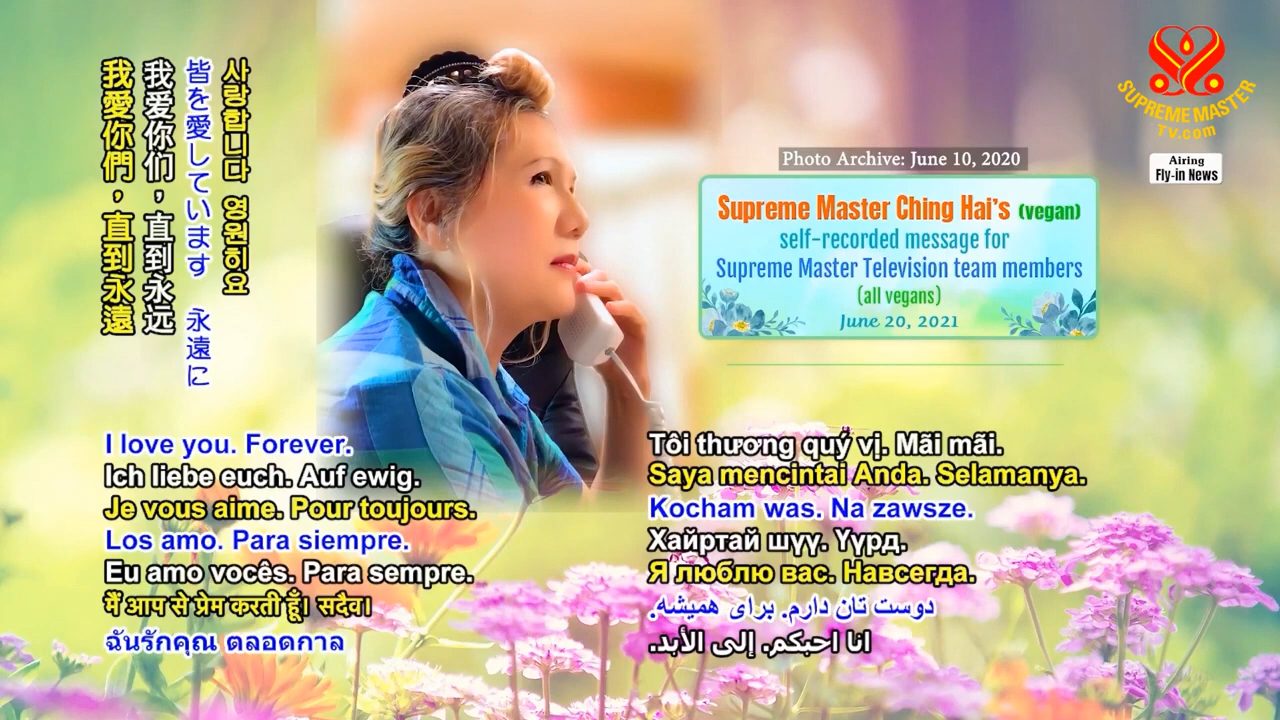 我愛你們，直到永遠
我爱你们，直到永远
皆を愛しています 永遠に
사랑합니다 영원히요
SUPREME MASTER
TV.com
Airing
Fly-in News
Photo Archive: June 10, 2020
Supreme Master Ching Hai's (vegan)
self-recorded message for
Supreme Master Television team members
(all vegans)
June 20, 2021
I love you. Forever.
Ich liebe euch. Auf ewig.
Je vous aime. Pour toujours.
Los amo. Para siempre.
Eu amo vocês. Para sempre.
मैं आप से प्रेम करती हूँ। सदैव।
ฉันรักคุณ ตลอดกาล
Tôi thương quý vị. Mãi mãi.
Saya mencintai Anda. Selamanya.
Kocham was. Na zawsze.
Хайртай шүү. Үүрд.
Я люблю вас. Навсегда.
دوست تان دارم. برای همیشه.
انا احبكم. إلى الأبد.